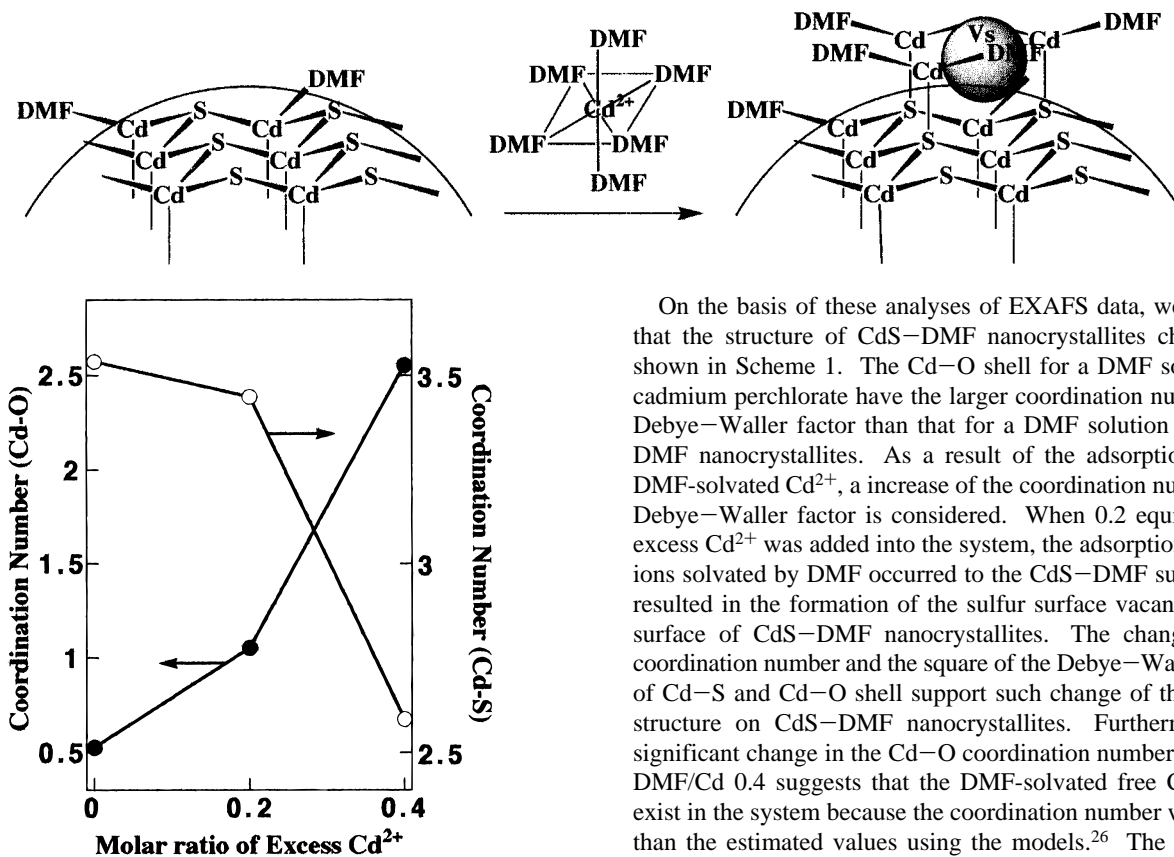 DMF
DMF
Cd
S
Cd
S
Cd
S
Cd
S
Cd
S
Cd
S
DMF
DMF
DMF
Cd²⁺
DMF
DMF
DMF
DMF
Vs
DMF
Cd
Cd
DMF
Cd
DMF
DMF
Cd
S
Cd
S
Cd
S
Cd
S
Cd
S
Cd
S
Coordination Number (Cd-O)
2.5
2
1.5
1
0.5
3.5
3
2.5
Coordination Number (Cd-S)
0
0.2
0.4
Molar ratio of Excess Cd²⁺
On the basis of these analyses of EXAFS data, we
that the structure of CdS−DMF nanocrystallites ch
shown in Scheme 1. The Cd−O shell for a DMF so
cadmium perchlorate have the larger coordination nu
Debye−Waller factor than that for a DMF solution
DMF nanocrystallites. As a result of the adsorptio
DMF-solvated Cd²⁺, a increase of the coordination nu
Debye−Waller factor is considered. When 0.2 equi
excess Cd²⁺ was added into the system, the adsorption
ions solvated by DMF occurred to the CdS−DMF su
resulted in the formation of the sulfur surface vacan
surface of CdS−DMF nanocrystallites. The chang
coordination number and the square of the Debye−Wa
of Cd−S and Cd−O shell support such change of th
structure on CdS−DMF nanocrystallites. Furthern
significant change in the Cd−O coordination number
DMF/Cd 0.4 suggests that the DMF-solvated free C
exist in the system because the coordination number w
than the estimated values using the models.²⁶ The